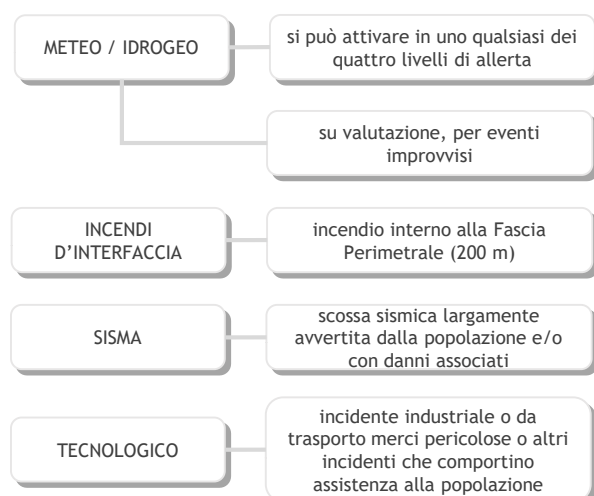 METEO / IDROGEO
si può attivare in uno qualsiasi dei
quattro livelli di allerta
su valutazione, per eventi
improvvisi
INCENDI
D’INTERFACCIA
incendio interno alla Fascia
Perimetrale (200 m)
SISMA
scossa sismica largamente
avvertita dalla popolazione e/o
con danni associati
TECNOLOGICO
incidente industriale o da
trasporto merci pericolose o altri
incidenti che comportino
assistenza alla popolazione